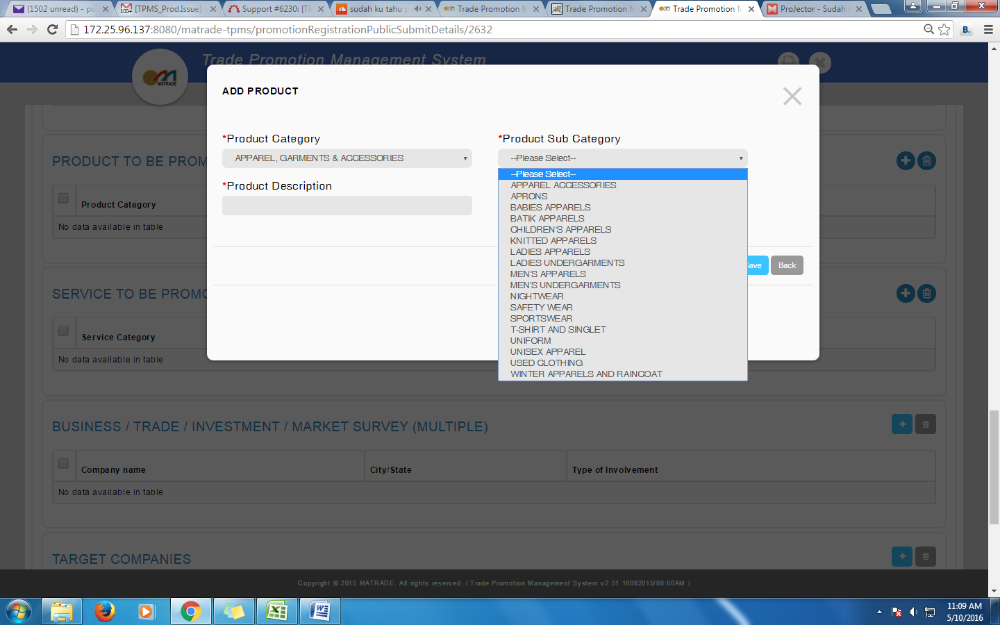 (1502 unread) - pu
[TPMS_Prod.Issue]
Support #6230: [TP
sudah ku tahu p
Trade Promotion M
Trade Promotion M
Trade Promotion M
ProJector - Sudah
172.25.96.137:8080/matrade-tpms/promotionRegistrationPublicSubmitDetails/2632
B.
Trade Promotion Management System
MATRADE
ADD PRODUCT
*Product Category
*Product Sub Category
APPAREL, GARMENTS & ACCESSORIES
--Please Select--
*Product Description
--Please Select--
APPAREL ACCESSORIES
APRONS
BABIES APPARELS
BATIK APPARELS
CHILDREN'S APPARELS
KNITTED APPARELS
LADIES APPARELS
LADIES UNDERGARMENTS
MEN'S APPARELS
MEN'S UNDERGARMENTS
NIGHTWEAR
SAFETY WEAR
SPORTSWEAR
T-SHIRT AND SINGLET
UNIFORM
UNISEX APPAREL
USED CLOTHING
WINTER APPARELS AND RAINCOAT
ave
Back
PRODUCT TO BE PROM
Product Category
No data available in table
SERVICE TO BE PROMO
Service Category
No data available in table
BUSINESS / TRADE / INVESTMENT / MARKET SURVEY (MULTIPLE)
Company name
City/State
Type of Involvement
No data available in table
TARGET COMPANIES
Copyright © 2015 MATRADE. All rights reserved. | Trade Promotion Management System v2.51 16062015/08:00AM |
11:09 AM
5/10/2016